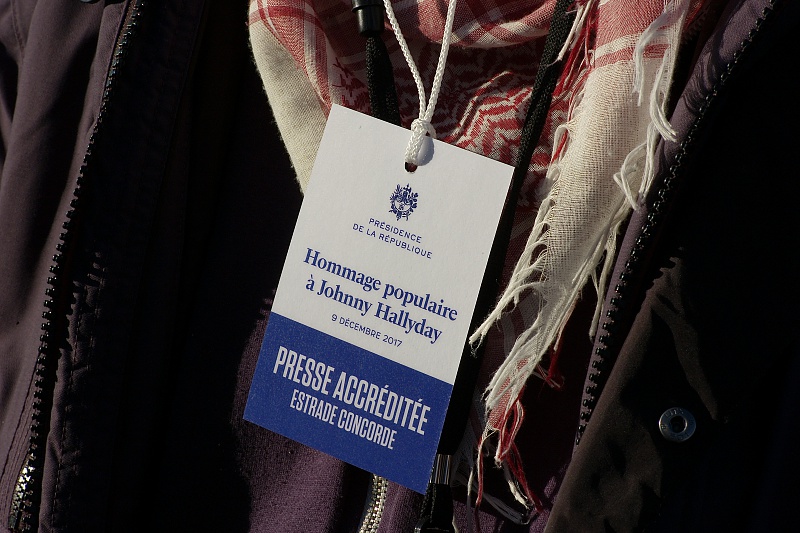 PRÉSIDENCE
DE LA RÉPUBLIQUE
Hommage populaire
à Johnny Hallyday
9 DÉCEMBRE 2017
PRESSE ACCRÉDITÉE
ESTRADE CONCORDE